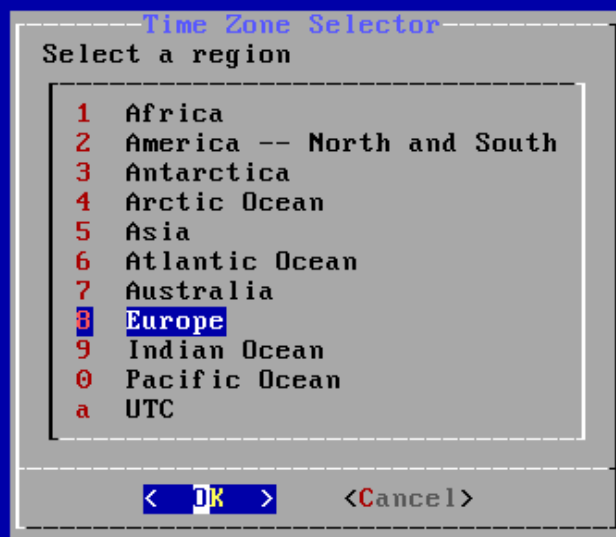 Time Zone Selector
Select a region
1 Africa
2 America -- North and South
3 Antarctica
4 Arctic Ocean
5 Asia
6 Atlantic Ocean
7 Australia
8 Europe
9 Indian Ocean
0 Pacific Ocean
a UTC
< OK > <Cancel>